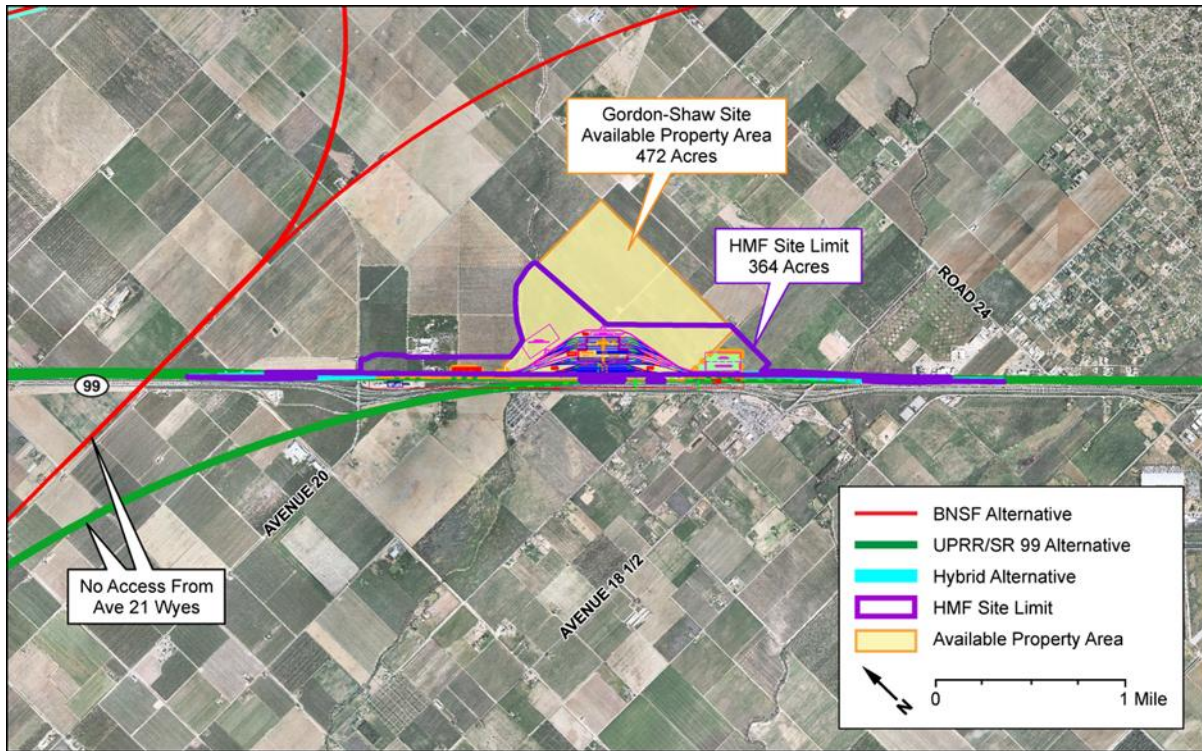 Gordon-Shaw Site
Available Property Area
472 Acres
HMF Site Limit
364 Acres
ROAD 24
99
AVENUE 20
No Access From
Ave 21 Wyes
AVENUE 18 1/2
BNSF Alternative
UPRR/SR 99 Alternative
Hybrid Alternative
HMF Site Limit
Available Property Area
N
0
1 Mile